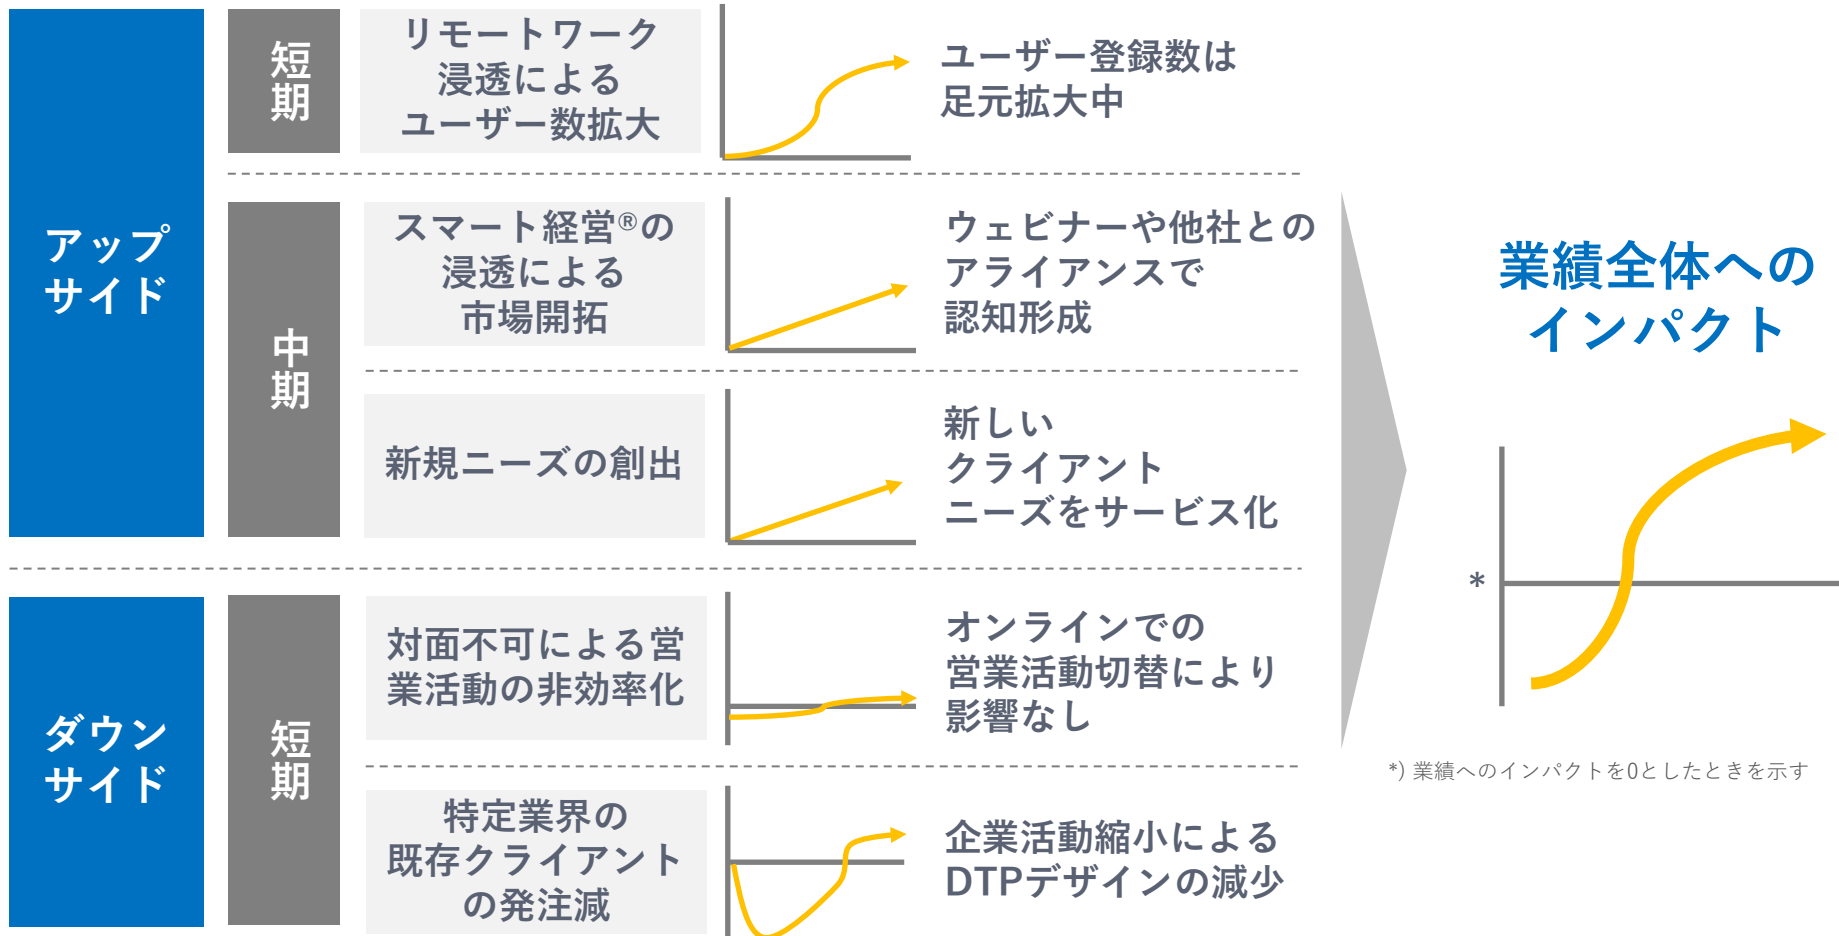 アップ
サイド
短
期
リモートワーク
浸透による
ユーザー数拡大
ユーザー登録数は
足元拡大中
中
期
スマート経営®の
浸透による
市場開拓
ウェビナーや他社との
アライアンスで
認知形成
新規ニーズの創出
新しい
クライアント
ニーズをサービス化
ダウン
サイド
短
期
対面不可による営
業活動の非効率化
オンラインでの
営業活動切替により
影響なし
特定業界の
既存クライアント
の発注減
企業活動縮小による
DTPデザインの減少
業績全体への
インパクト
*
*) 業績へのインパクトを0としたときを示す